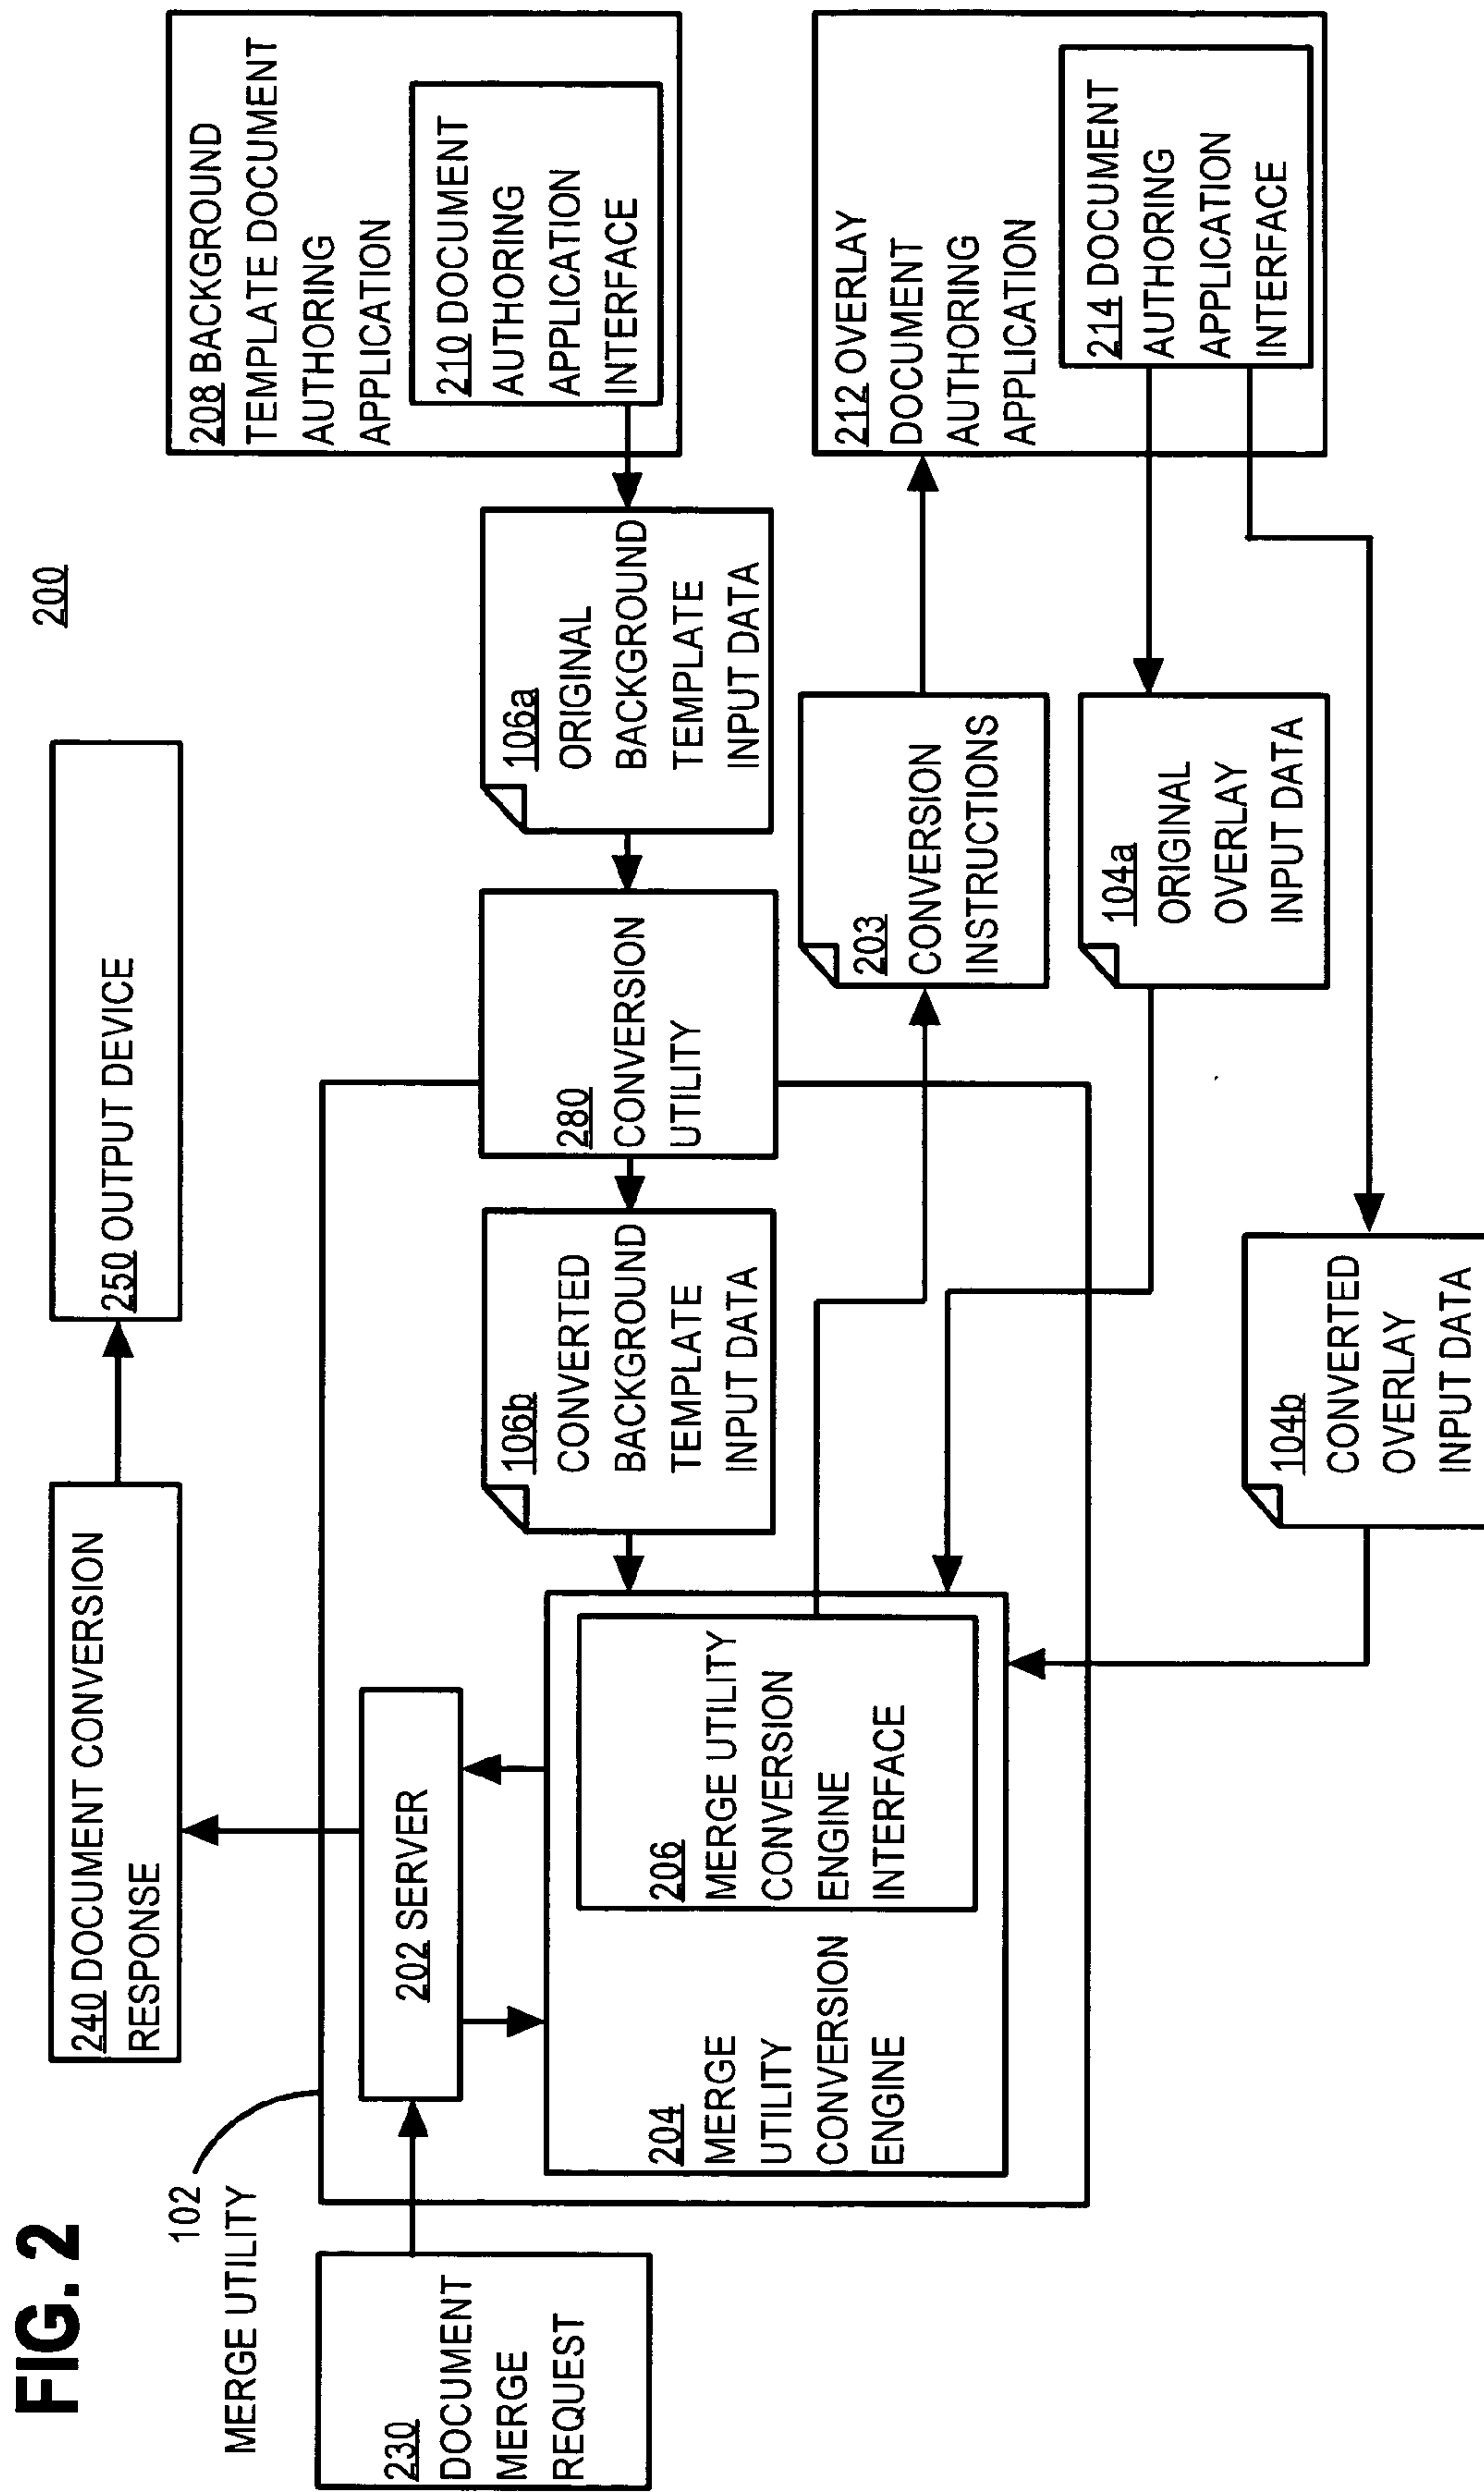 FIG. 2
200
102
MERGE UTILITY
230
DOCUMENT
MERGE
REQUEST
240 DOCUMENT CONVERSION
RESPONSE
250 OUTPUT DEVICE
202 SERVER
204
MERGE
UTILITY
CONVERSION
ENGINE
206
MERGE UTILITY
CONVERSION
ENGINE
INTERFACE
106b
CONVERTED
BACKGROUND
TEMPLATE
INPUT DATA
280
CONVERSION
UTILITY
106a
ORIGINAL
BACKGROUND
TEMPLATE
INPUT DATA
208 BACKGROUND
TEMPLATE DOCUMENT
AUTHORING
APPLICATION
210 DOCUMENT
AUTHORING
APPLICATION
INTERFACE
203
CONVERSION
INSTRUCTIONS
212 OVERLAY
DOCUMENT
AUTHORING
APPLICATION
214 DOCUMENT
AUTHORING
APPLICATION
INTERFACE
104a
ORIGINAL
OVERLAY
INPUT DATA
104b
CONVERTED
OVERLAY
INPUT DATA